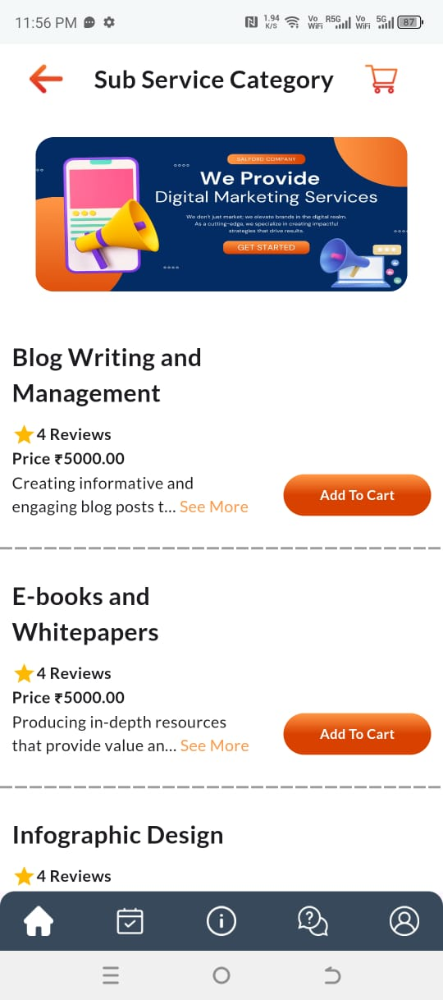 11:56 PM
1.94 K/S
Vo WiFi
R5G
Vo WiFi
5G
87
Sub Service Category
SALFORD COMPANY
We Provide
Digital Marketing Services
We don't just market; we elevate brands in the digital realm.
As a cutting-edge, we specialize in creating impactful
strategies that drive results.
GET STARTED
Blog Writing and
Management
4 Reviews
Price ₹5000.00
Creating informative and
engaging blog posts t... See More
Add To Cart
E-books and
Whitepapers
4 Reviews
Price ₹5000.00
Producing in-depth resources
that provide value an... See More
Add To Cart
Infographic Design
4 Reviews